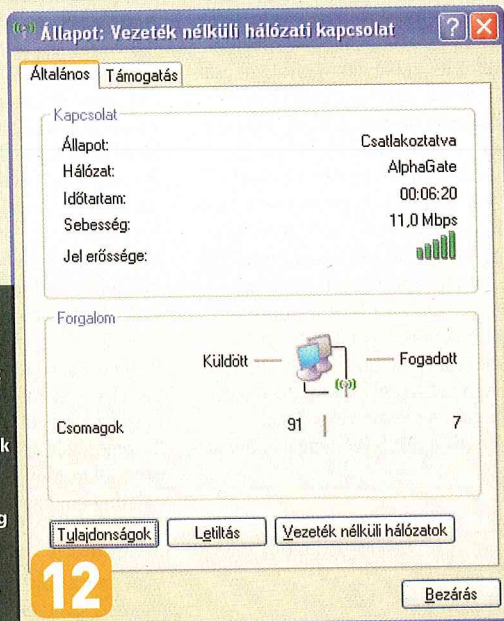 Állapot: Vezeték nélküli hálózati kapcsolat
Általános Támogatás
Kapcsolat
Állapot: Csatlakoztatva
Hálózat: AlphaGate
Időtartam: 00:06:20
Sebesség: 11,0 Mbps
Jel erőssége:
Forgalom
Küldött Fogadott
Csomagok 91 7
k
g
Tulajdonságok Letiltás Vezeték nélküli hálózatok
12
Bezárás